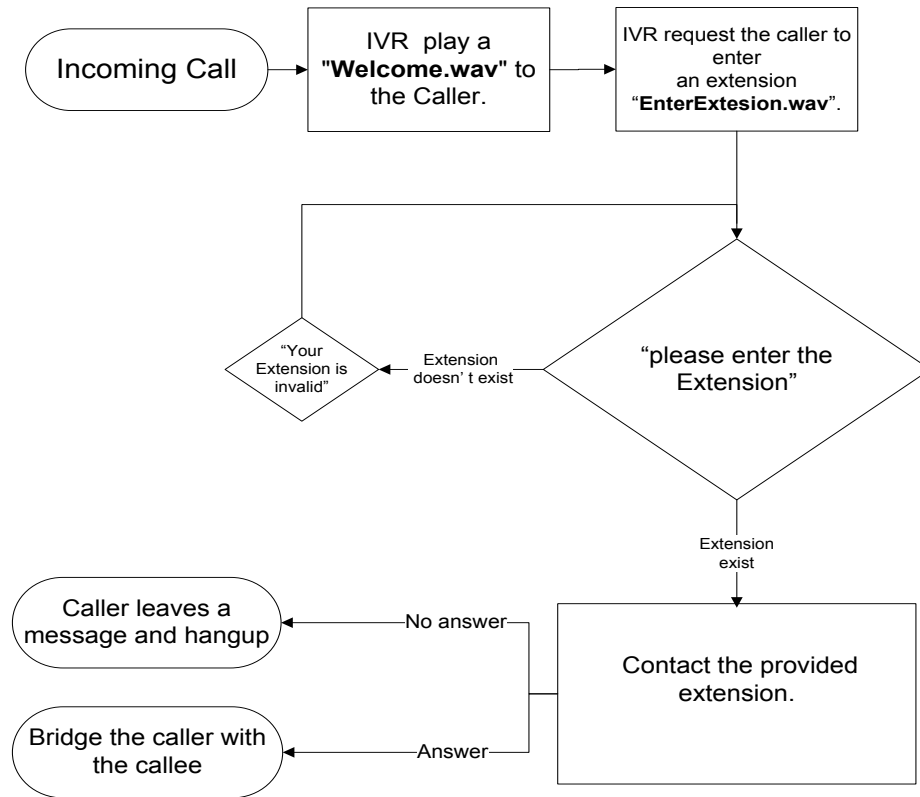 Incoming Call
IVR  play a
"Welcome.wav" to
the Caller.
IVR request the caller to
enter
an extension
“EnterExtesion.wav”.
“please enter the
Extension”
Extension
doesn’ t exist
“Your
Extension is
invalid”
Extension
exist
Contact the provided
extension.
No answer
Caller leaves a
message and hangup
Answer
Bridge the caller with
the callee